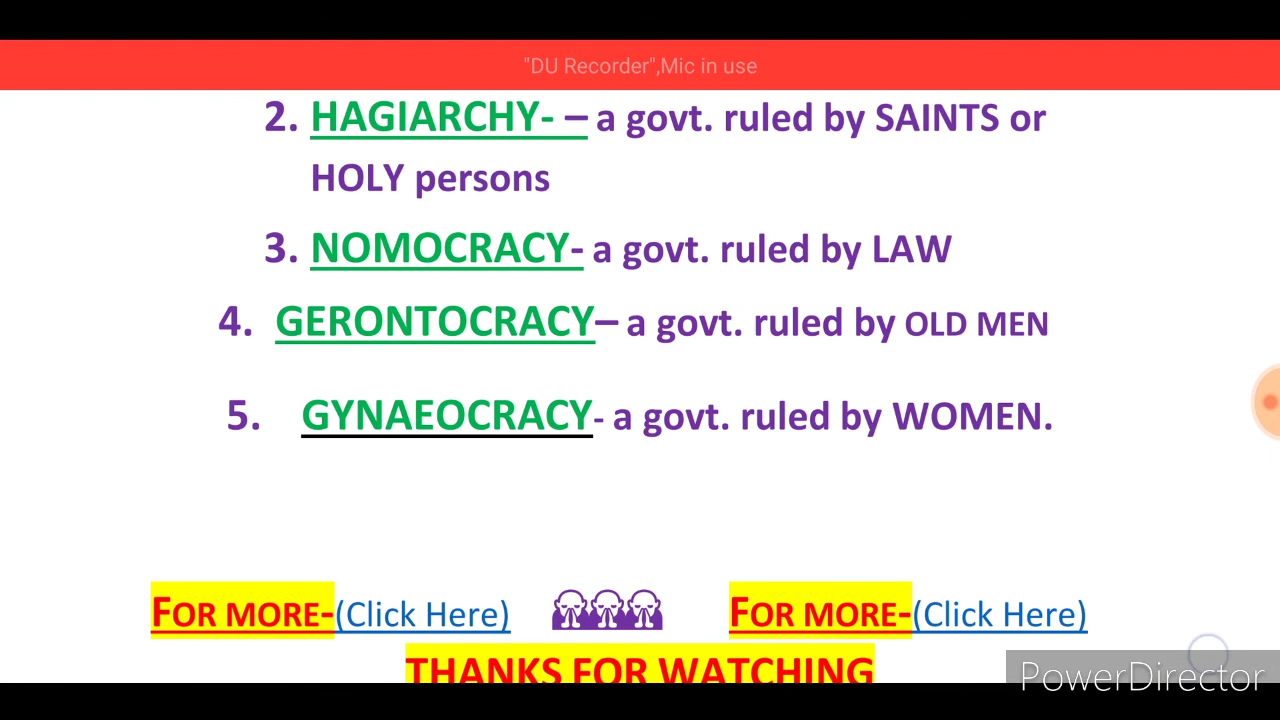 "DU Recorder",Mic in use
2. HAGIARCHY- – a govt. ruled by SAINTS or
HOLY persons
3. NOMOCRACY- a govt. ruled by LAW
4. GERONTOCRACY– a govt. ruled by OLD MEN
5. GYNAEOCRACY- a govt. ruled by WOMEN.
FOR MORE-(Click Here) FOR MORE-(Click Here)
THANKS FOR WATCHING
PowerDirector